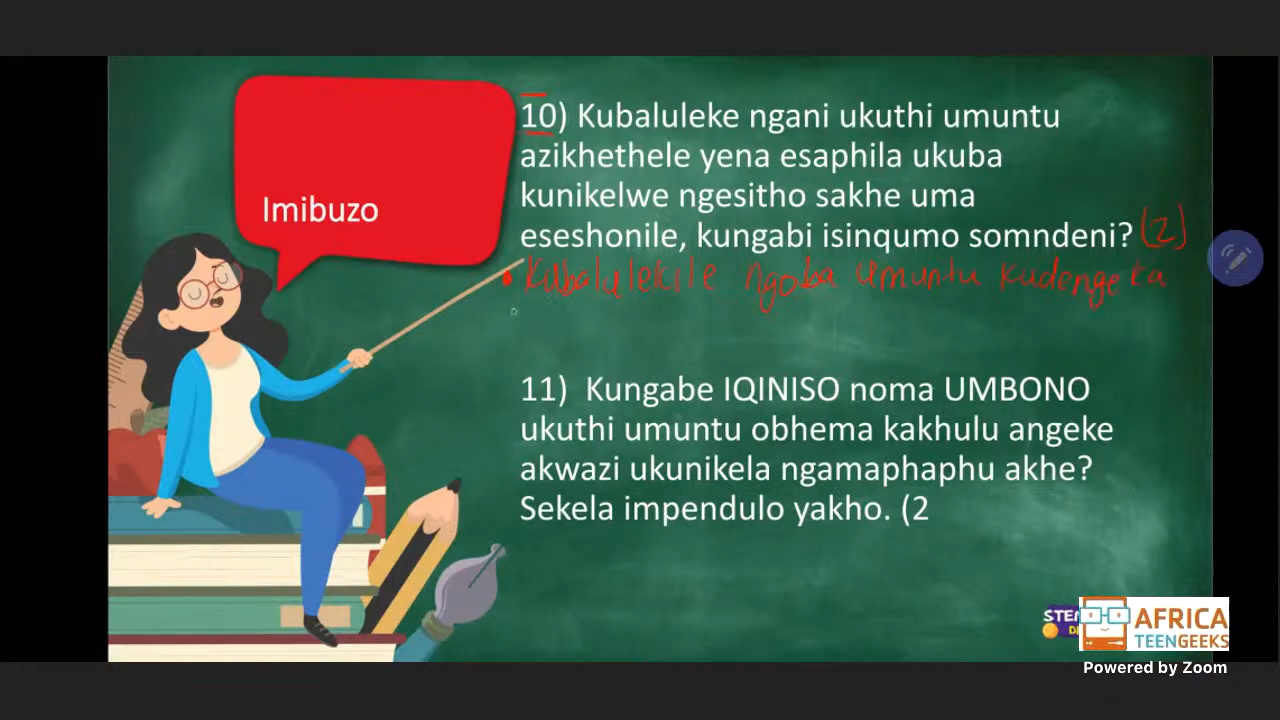 Imibuzo
10) Kubaluleke ngani ukuthi umuntu
azikhethele yena esaphila ukuba
kunikelwe ngesitho sakhe uma
eseshonile, kungabi isinqumo somndeni? (2)
• Kubalulekile ngoba umuntu kudengeka
11) Kungabe IQINISO noma UMBONO
ukuthi umuntu obhema kakhulu angeke
akwazi ukunikela ngamaphaphu akhe?
Sekela impendulo yakho. (2
STE
AFRICA
TEENGEEKS
Powered by Zoom